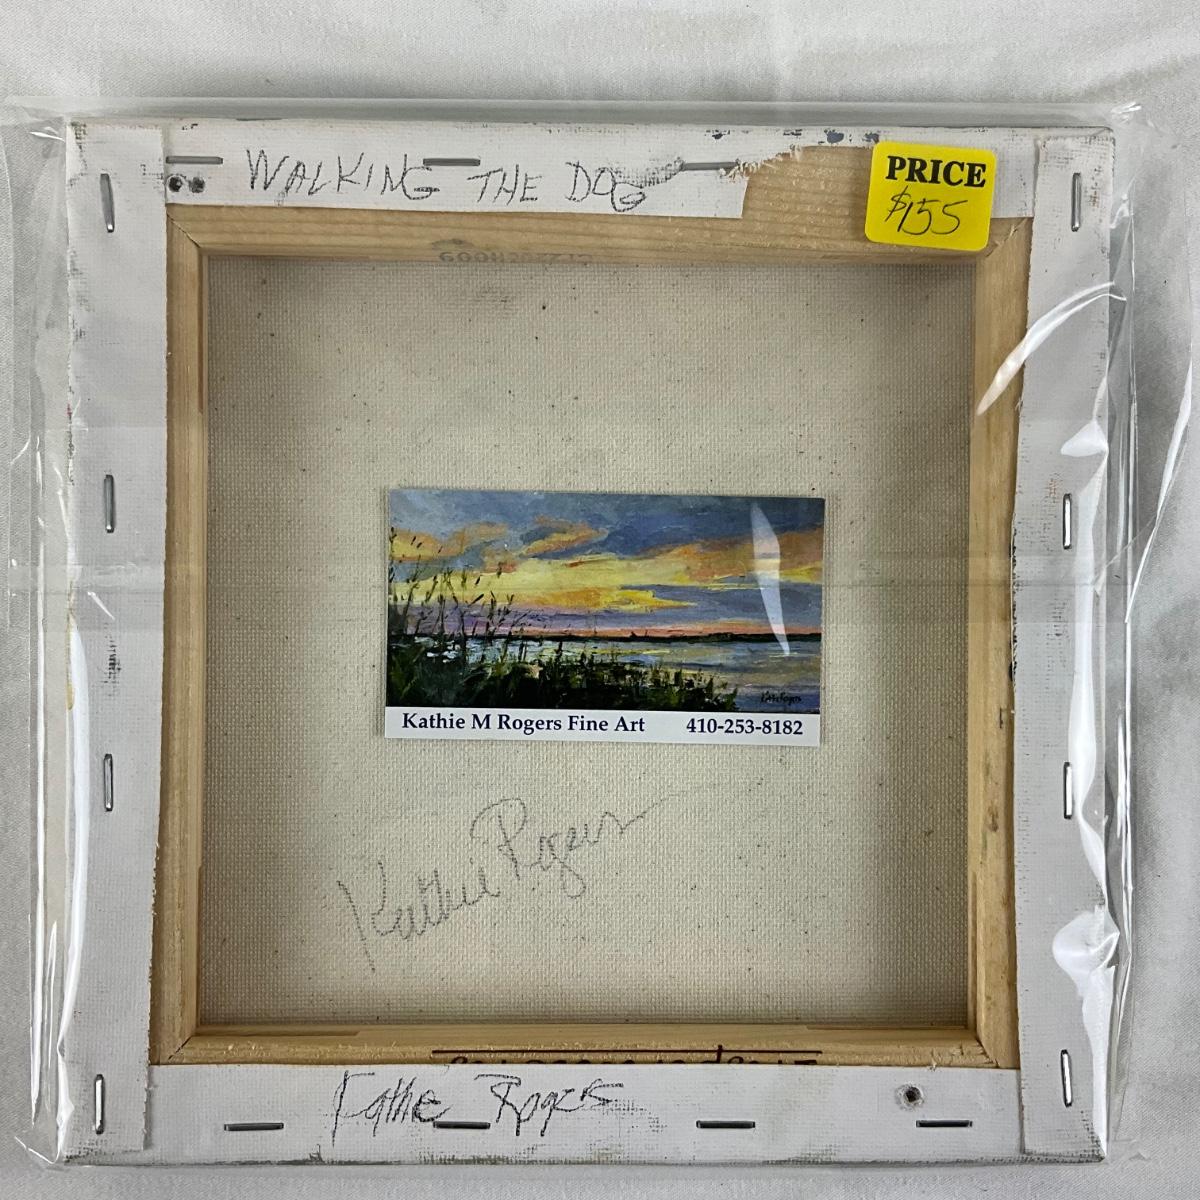 WALKING THE DOG
PRICE
$155
Kathie M Rogers Fine Art 410-253-8182
Kathie Rogers
Kathie Rogers